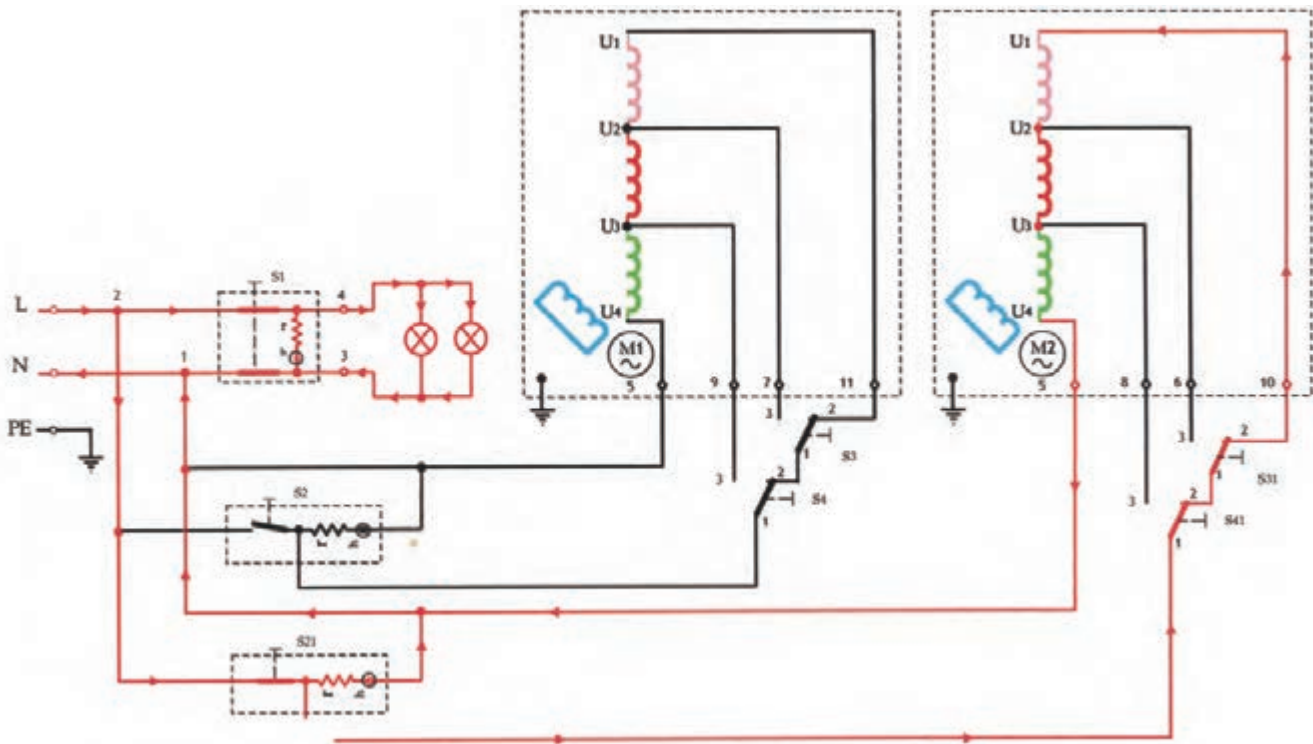 U1 U1
U2 U2
U3 U3
S1
L 2 4 U4 U4
r
h
N 1 3 M1 M2
5 9 7 11 5 8 6 10
PE 3 2
1 S3 3 2
3 2 1 S31
S2 S4 3 2
1 S41
r h 1
S21
r h